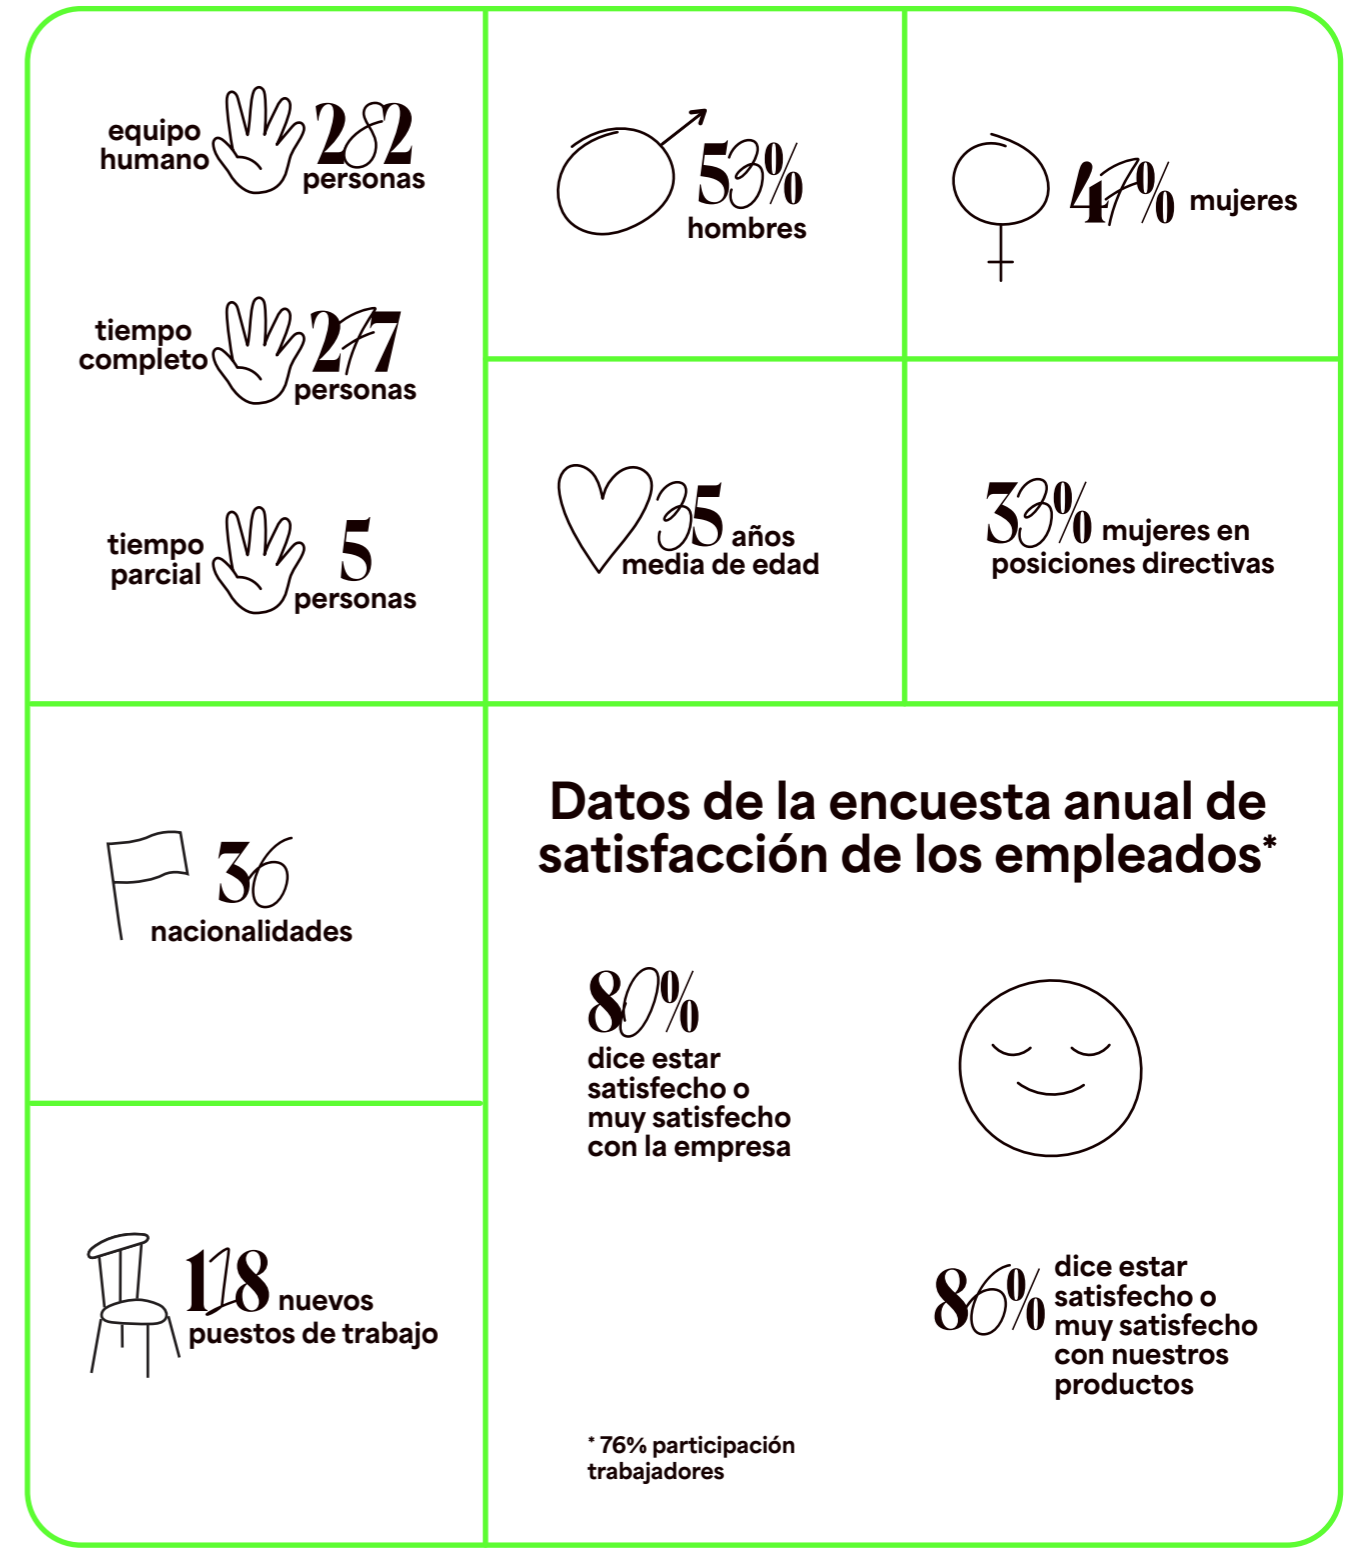 equipo
humano
282
personas
tiempo
completo
277
personas
tiempo
parcial
5
personas
53%
hombres
47% mujeres
35 años
media de edad
33% mujeres en
posiciones directivas
36
nacionalidades
118 nuevos
puestos de trabajo
Datos de la encuesta anual de
satisfacción de los empleados*
80%
dice estar
satisfecho o
muy satisfecho
con la empresa
86%
dice estar
satisfecho o
muy satisfecho
con nuestros
productos
* 76% participación
trabajadores